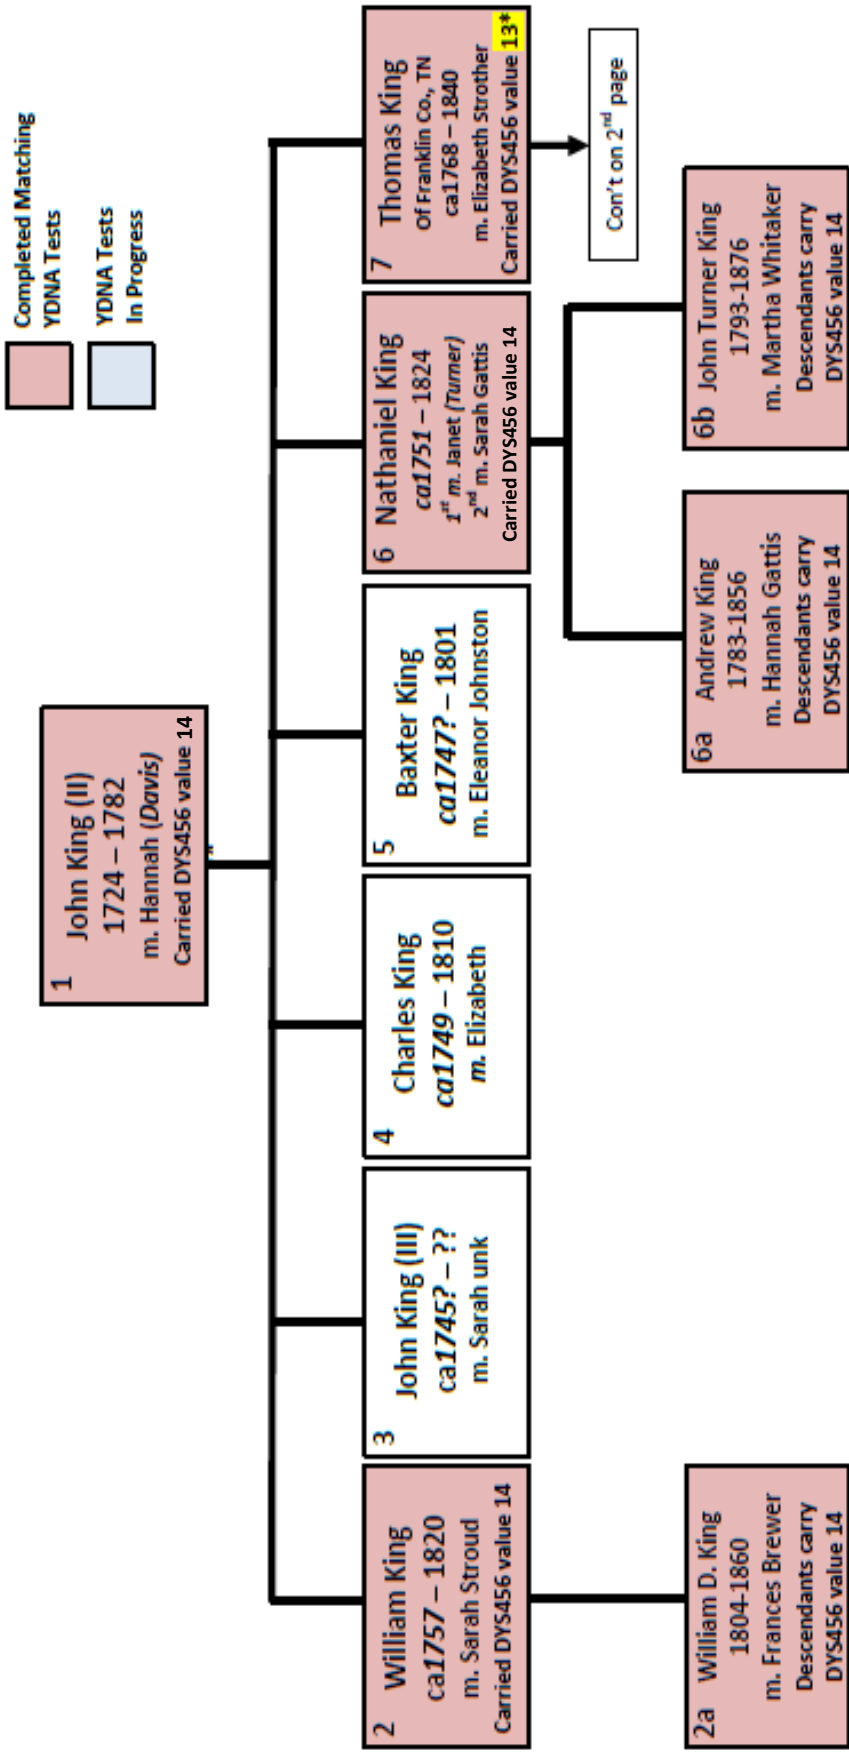 Completed Matching
YDNA Tests
YDNA Tests
In Progress
1
John King (II)
1724 – 1782
m. Hannah (Davis)
Carried DYS456 value 14
2 William King
ca1757 – 1820
m. Sarah Stroud
Carried DYS456 value 14
3
John King (III)
ca1745? – ??
m. Sarah unk
4
Charles King
ca1749 – 1810
m. Elizabeth
5
Baxter King
ca1747? – 1801
m. Eleanor Johnston
6 Nathaniel King
ca1751 – 1824
1st m. Janet (Turner)
2nd m. Sarah Gattis
Carried DYS456 value 14
7
Thomas King
Of Franklin Co., TN
ca1768 – 1840
m. Elizabeth Strother
Carried DYS456 value 13*
Con't on 2nd page
2a William D. King
1804-1860
m. Frances Brewer
Descendants carry
DYS456 value 14
6a Andrew King
1783-1856
m. Hannah Gattis
Descendants carry
DYS456 value 14
6b John Turner King
1793-1876
m. Martha Whitaker
Descendants carry
DYS456 value 14